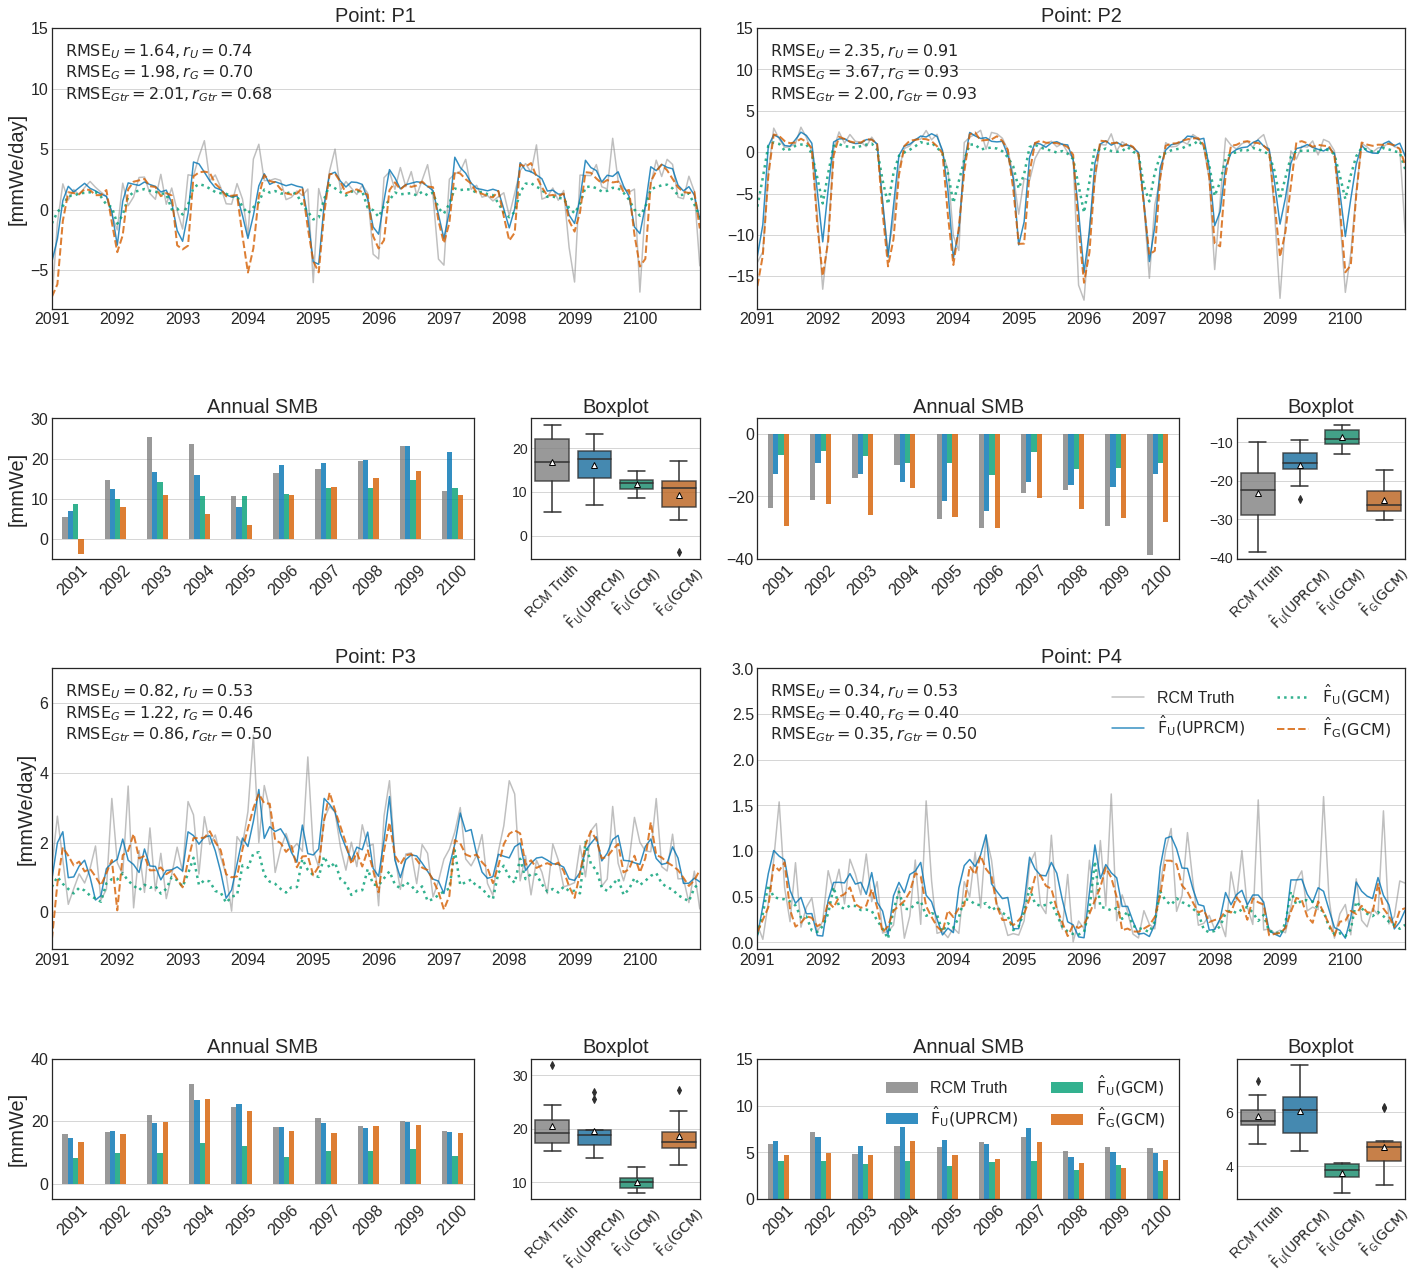 Point: P1
15
10
5
0
−5
[mmWe/day]
RMSE_U = 1.64, r_U = 0.74
RMSE_G = 1.98, r_G = 0.70
RMSE_Gtr = 2.01, r_Gtr = 0.68
2091 2092 2093 2094 2095 2096 2097 2098 2099 2100
Point: P2
15
10
5
0
−5
−10
−15
RMSE_U = 2.35, r_U = 0.91
RMSE_G = 3.67, r_G = 0.93
RMSE_Gtr = 2.00, r_Gtr = 0.93
2091 2092 2093 2094 2095 2096 2097 2098 2099 2100
Annual SMB
30
20
10
0
[mmWe]
2091 2092 2093 2094 2095 2096 2097 2098 2099 2100
Boxplot
20
10
0
RCM Truth F̂_U(UPRCM) F̂_U(GCM) F̂_G(GCM)
Annual SMB
0
−20
−40
2091 2092 2093 2094 2095 2096 2097 2098 2099 2100
Boxplot
−10
−20
−30
−40
RCM Truth F̂_U(UPRCM) F̂_U(GCM) F̂_G(GCM)
Point: P3
6
4
2
0
[mmWe/day]
RMSE_U = 0.82, r_U = 0.53
RMSE_G = 1.22, r_G = 0.46
RMSE_Gtr = 0.86, r_Gtr = 0.50
2091 2092 2093 2094 2095 2096 2097 2098 2099 2100
Point: P4
3.0
2.5
2.0
1.5
1.0
0.5
0.0
RMSE_U = 0.34, r_U = 0.53
RMSE_G = 0.40, r_G = 0.40
RMSE_Gtr = 0.35, r_Gtr = 0.50
RCM Truth F̂_U(GCM)
F̂_U(UPRCM) F̂_G(GCM)
2091 2092 2093 2094 2095 2096 2097 2098 2099 2100
Annual SMB
40
20
0
[mmWe]
2091 2092 2093 2094 2095 2096 2097 2098 2099 2100
Boxplot
30
20
10
RCM Truth F̂_U(UPRCM) F̂_U(GCM) F̂_G(GCM)
Annual SMB
15
10
5
0
RCM Truth F̂_U(GCM)
F̂_U(UPRCM) F̂_G(GCM)
2091 2092 2093 2094 2095 2096 2097 2098 2099 2100
Boxplot
6
4
RCM Truth F̂_U(UPRCM) F̂_U(GCM) F̂_G(GCM)